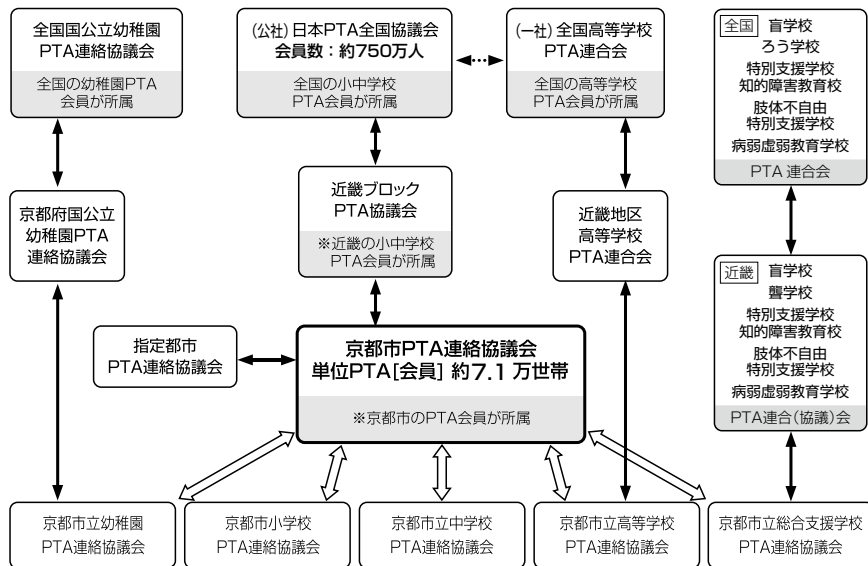 全国国公立幼稚園
PTA連絡協議会
全国の幼稚園PTA
会員が所属
(公社)日本PTA全国協議会
会員数：約750万人
全国の小中学校
PTA会員が所属
(一社)全国高等学校
PTA連合会
全国の高等学校
PTA会員が所属
全国
盲学校
ろう学校
特別支援学校
知的障害教育校
肢体不自由
特別支援学校
病弱虚弱教育学校
PTA 連合会
京都府国公立
幼稚園PTA
連絡協議会
近畿ブロック
PTA協議会
※近畿の小中学校
PTA会員が所属
近畿地区
高等学校
PTA連合会
近畿
盲学校
聾学校
特別支援学校
知的障害教育校
肢体不自由
特別支援学校
病弱虚弱教育学校
PTA連合(協議)会
指定都市
PTA連絡協議会
京都市PTA連絡協議会
単位PTA[会員] 約7.1 万世帯
※京都市のPTA会員が所属
京都市立幼稚園
PTA連絡協議会
京都市小学校
PTA連絡協議会
京都市立中学校
PTA連絡協議会
京都市立高等学校
PTA連絡協議会
京都市立総合支援学校
PTA連絡協議会